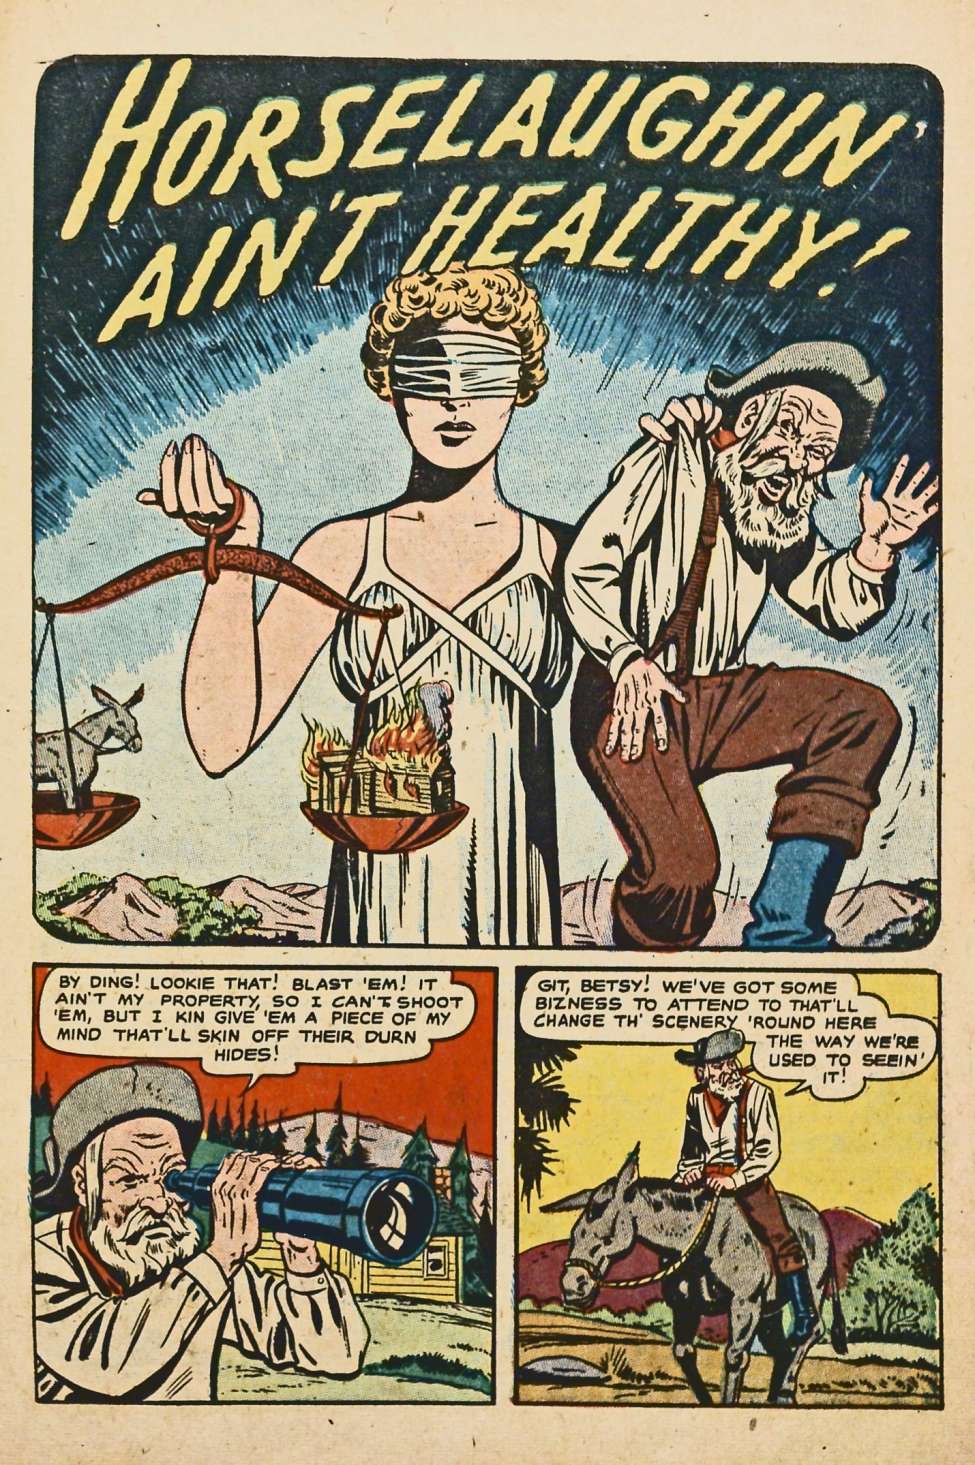 HORSELAUGHIN'
AIN'T HEALTHY!
BY DING! LOOKIE THAT! BLAST 'EM! IT
AIN'T MY PROPERTY, SO I CAN'T SHOOT
'EM, BUT I KIN GIVE 'EM A PIECE OF MY
MIND THAT'LL SKIN OFF THEIR DURN
HIDES!
GIT, BETSY! WE'VE GOT SOME
BIZNESS TO ATTEND TO THAT'LL
CHANGE TH' SCENERY 'ROUND HERE
THE WAY WE'RE
USED TO SEEIN'
IT!